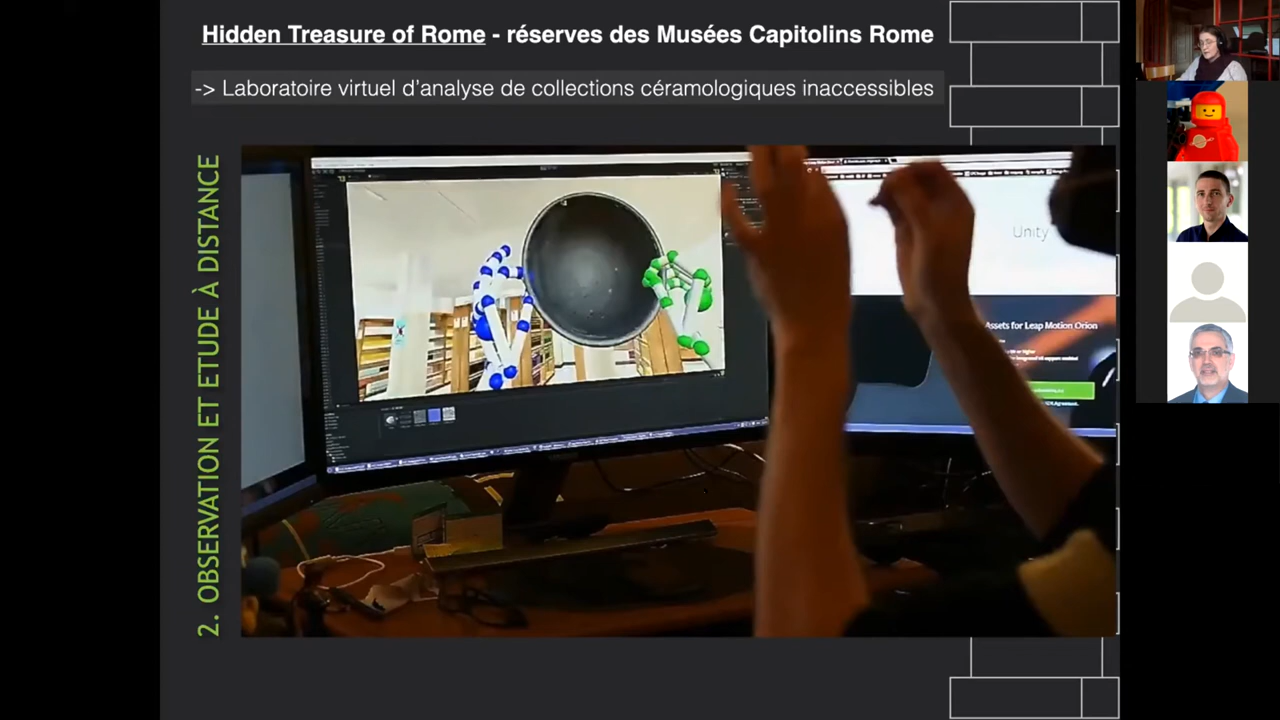 Hidden Treasure of Rome - réserves des Musées Capitolins Rome
-> Laboratoire virtuel d'analyse de collections céramologiques inaccessibles
2. OBSERVATION ET ETUDE À DISTANCE
Unity
Assets for Leap Motion Orion